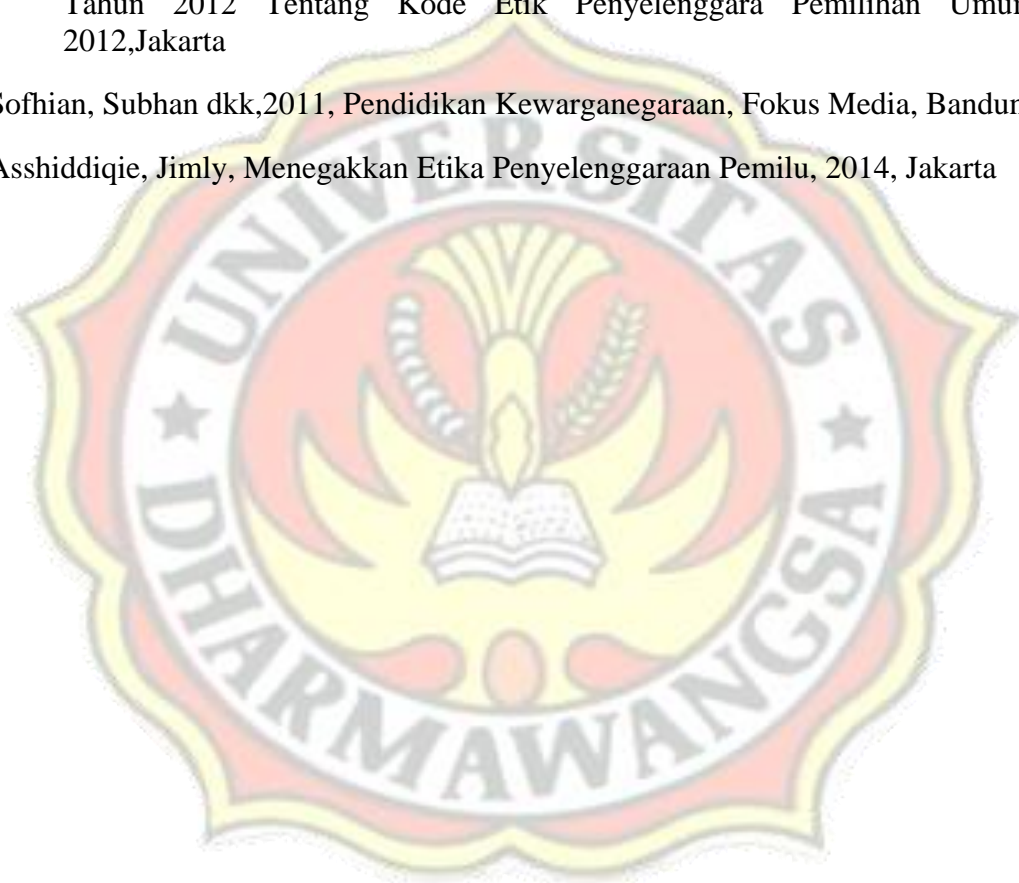 Tahun 2012 Tentang Kode Etik Penyelenggara Pemilihan Umum
2012,Jakarta
Sofhian, Subhan dkk,2011, Pendidikan Kewarganegaraan, Fokus Media, Bandun
Asshiddiqie, Jimly, Menegakkan Etika Penyelenggaraan Pemilu, 2014, Jakarta
UNIVERSITAS
DHARMAWANGSA